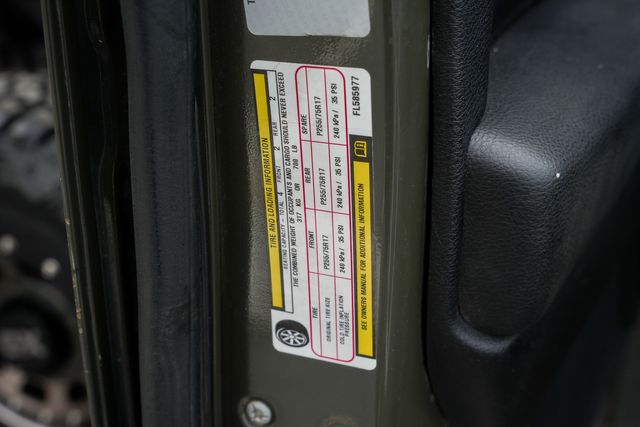 T
TIRE AND LOADING INFORMATION
SEATING CAPACITY - TOTAL 4 FRONT 2 REAR 2
THE COMBINED WEIGHT OF OCCUPANTS AND CARGO SHOULD NEVER EXCEED
317 KG OR 700 LB
TIRE FRONT REAR SPARE
ORIGINAL TIRE SIZE P255/75R17 P255/75R17 P255/75R17
COLD TIRE INFLATION PRESSURE 240 kPa / 35 PSI 240 kPa / 35 PSI 240 kPa / 35 PSI
SEE OWNERS MANUAL FOR ADDITIONAL INFORMATION
FL585977